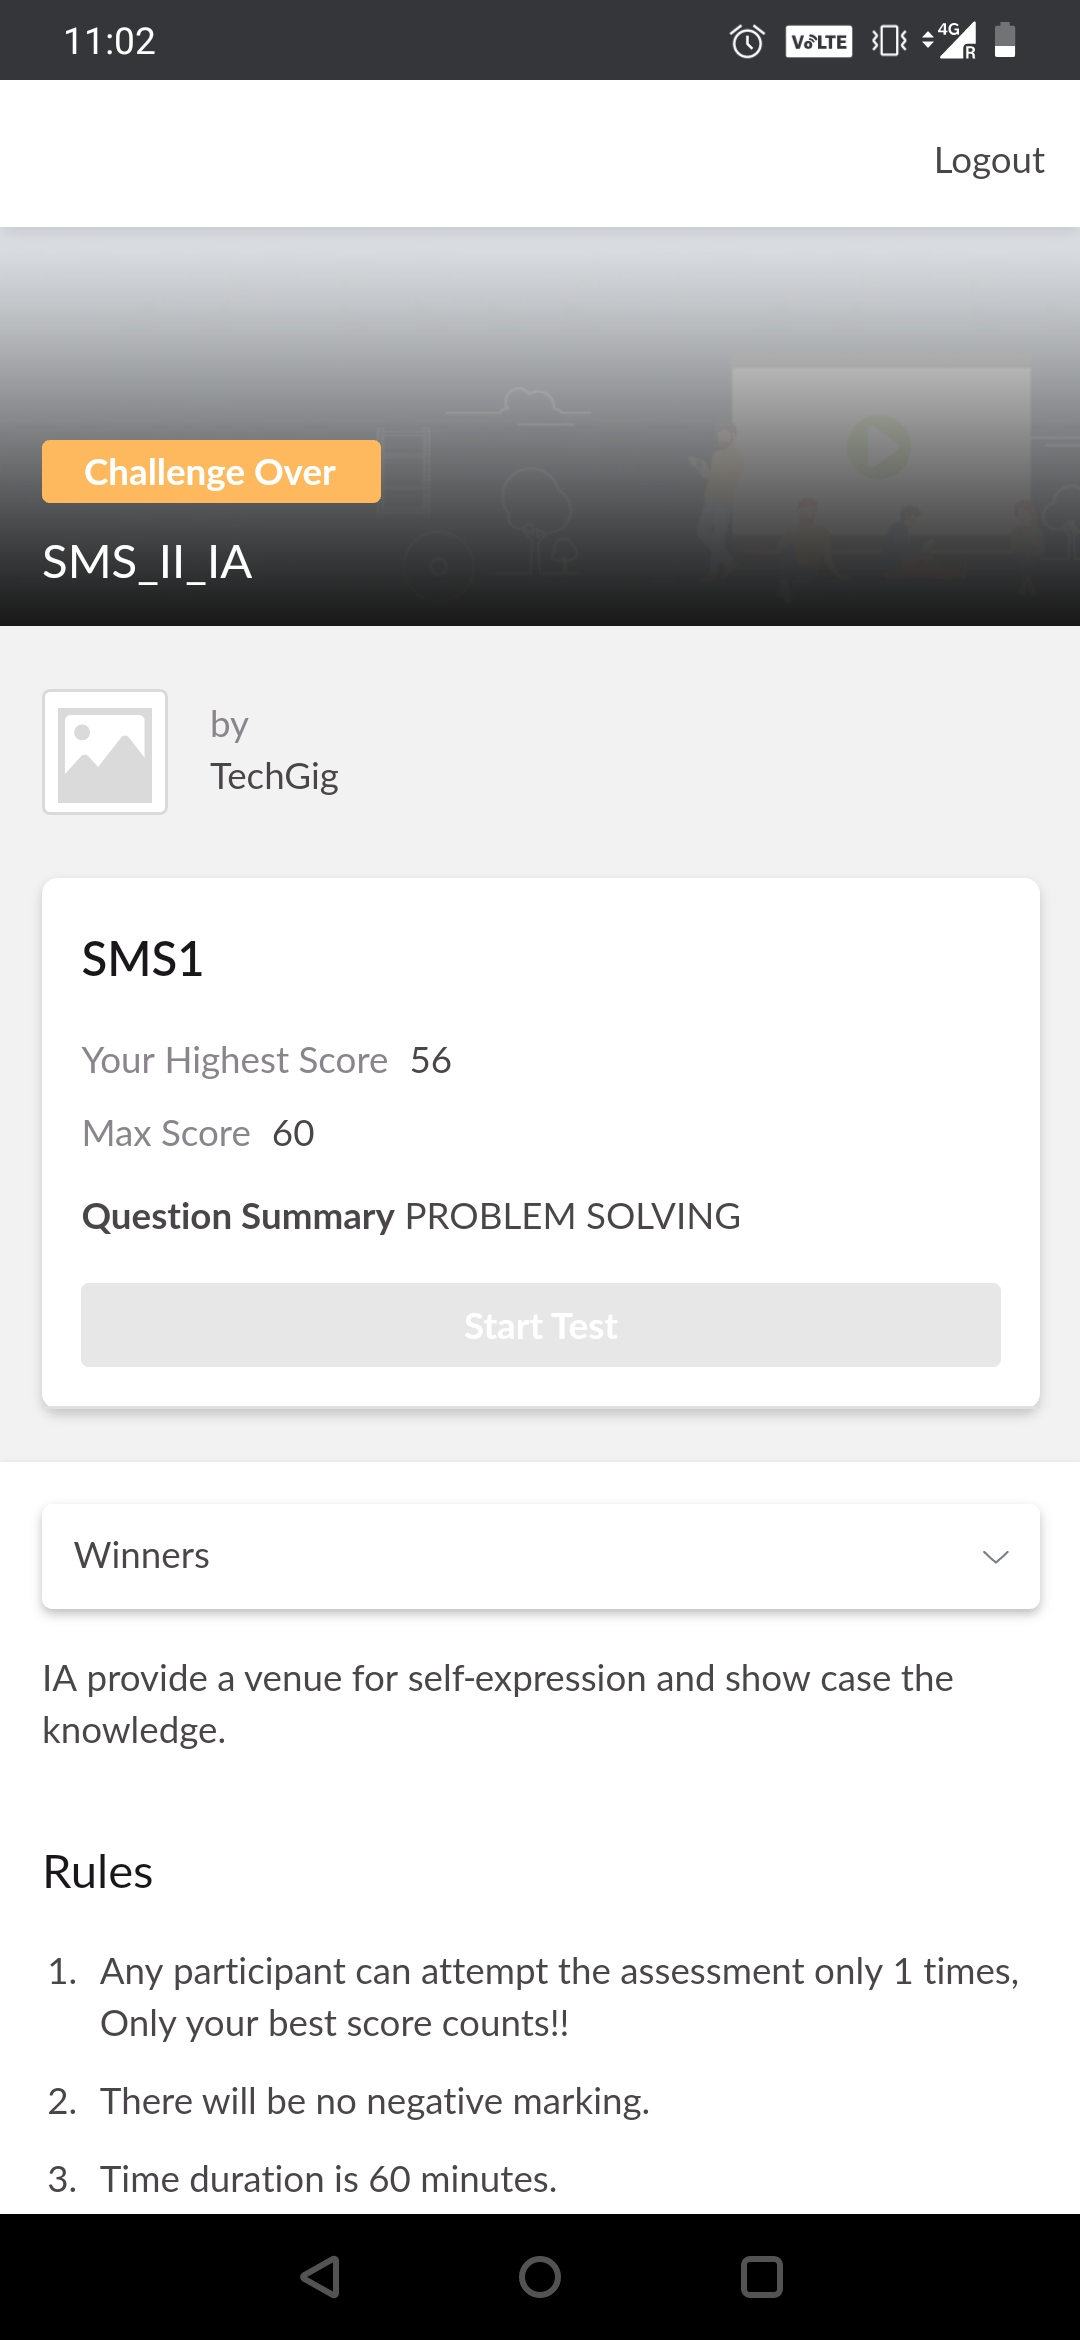 11:02
VoLTE
4G
R
Logout
Challenge Over
SMS_II_IA
by
TechGig
SMS1
Your Highest Score 56
Max Score 60
Question Summary PROBLEM SOLVING
Start Test
Winners
IA provide a venue for self-expression and show case the
knowledge.
Rules
1. Any participant can attempt the assessment only 1 times,
Only your best score counts!!
2. There will be no negative marking.
3. Time duration is 60 minutes.